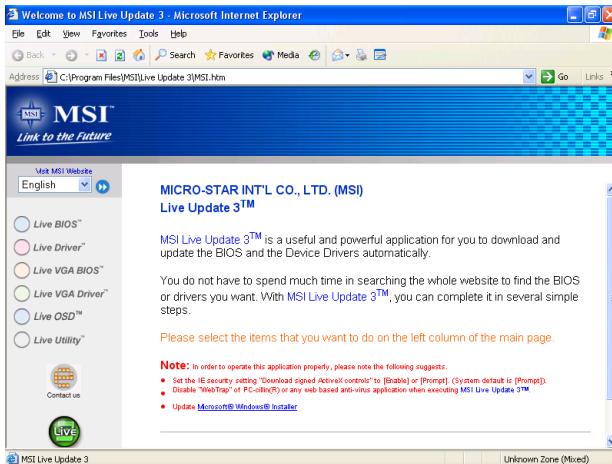 Welcome to MSI Live Update 3 - Microsoft Internet Explorer
File Edit View Favorites Tools Help
Back Search Favorites Media
Address C:\Program Files\MSI\Live Update 3\MSI.htm Go Links
MSI MSI™
Link to the Future
Visit MSI Website
English
Live BIOS™
Live Driver™
Live VGA BIOS™
Live VGA Driver™
Live OSD™
Live Utility™
Contact us
LIVE
MICRO-STAR INT'L CO., LTD. (MSI)
Live Update 3TM
MSI Live Update 3TM is a useful and powerful application for you to download and
update the BIOS and the Device Drivers automatically.
You do not have to spend much time in searching the whole website to find the BIOS
or drivers you want. With MSI Live Update 3TM, you can complete it in several simple
steps.
Please select the items that you want to do on the left column of the main page.
Note: In order to operate this application properly, please note the following suggests.
Set the IE security setting "Download signed ActiveX controls" to [Enable] or [Prompt]. (System default is [Prompt]).
Disable "WebTrap" of PC-cillin(R) or any web based anti-virus application when executing MSI Live Update 3™.
Update Microsoft® Windows® Installer
MSI Live Update 3 Unknown Zone (Mixed)